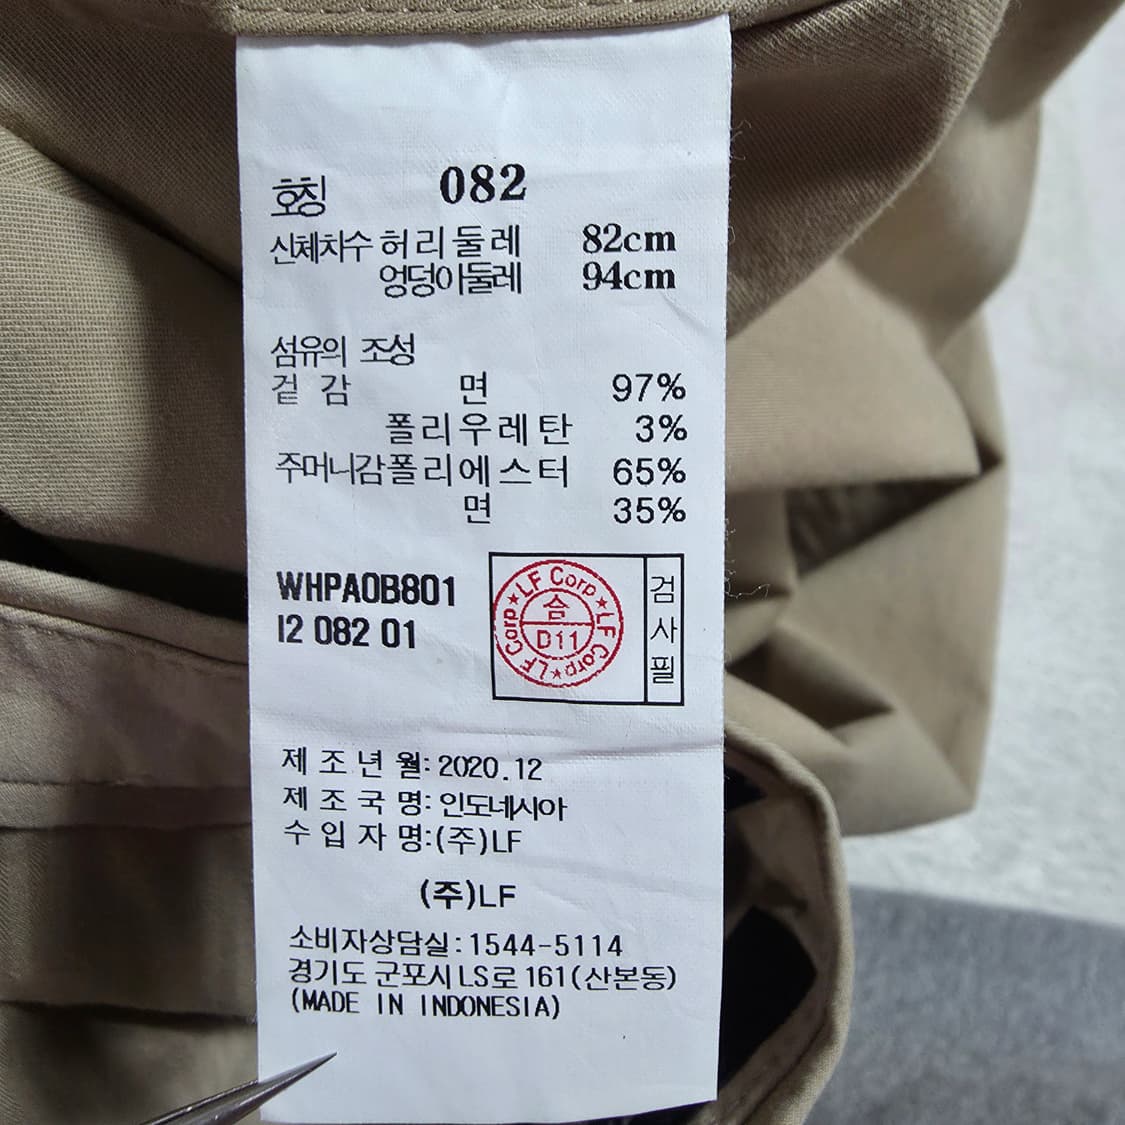 호칭 082
신체치수 허리둘레 82cm
엉덩이둘레 94cm
섬유의 조성
겉감 면 97%
폴리우레탄 3%
주머니감 폴리에스터 65%
면 35%
WHPA0B801
I2 082 01
LF Corp ★ LF Corp ★ LF Corp ★
合
D11
검사필
제조년월: 2020.12
제조국명: 인도네시아
수입자명:(주)LF
(주)LF
소비자상담실:1544-5114
경기도 군포시 LS로 161(산본동)
(MADE IN INDONESIA)